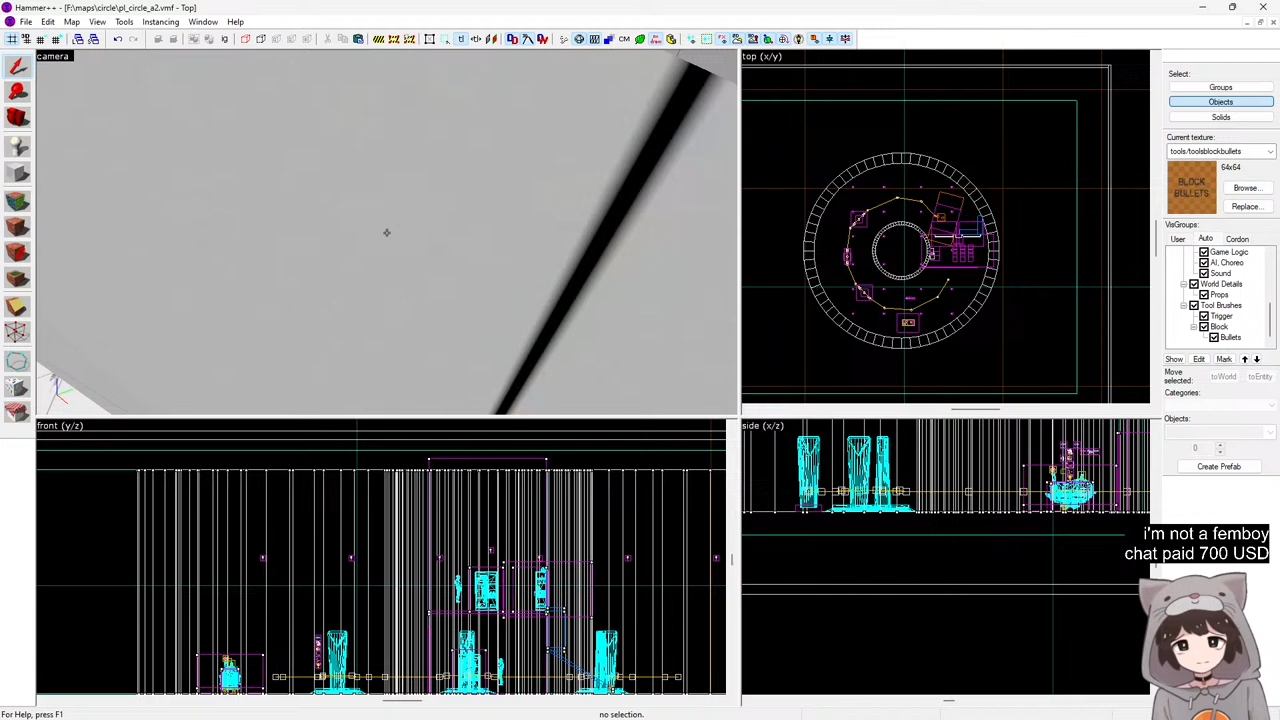 Hammer++ - [F:\maps\circle\pl_circle_a2.vmf - Top]
File Edit Map View Tools Instancing Window Help
camera
top (x/y)
front (y/z)
side (x/z)
Select:
Groups
Objects
Solids
Current texture:
tools/toolsblockbullets
64x64
BLOCK
BULLETS
Browse...
Replace...
VisGroups:
User Auto Cordon
Game Logic
AI, Choreo
Sound
World Details
Props
Tool Brushes
Trigger
Block
Bullets
Show Edit Mark
Move
selected:
toWorld toEntity
Categories:
Objects:
0
Create Prefab
i'm not a femboy
chat paid 700 USD
For Help, press F1
no selection.